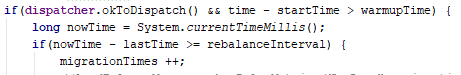 if(dispatcher.okToDispatch() && time - startTime > warmupTime) {
long nowTime = System.currentTimeMillis();
if(nowTime - lastTime >= rebalanceInterval) {
migrationTimes ++;